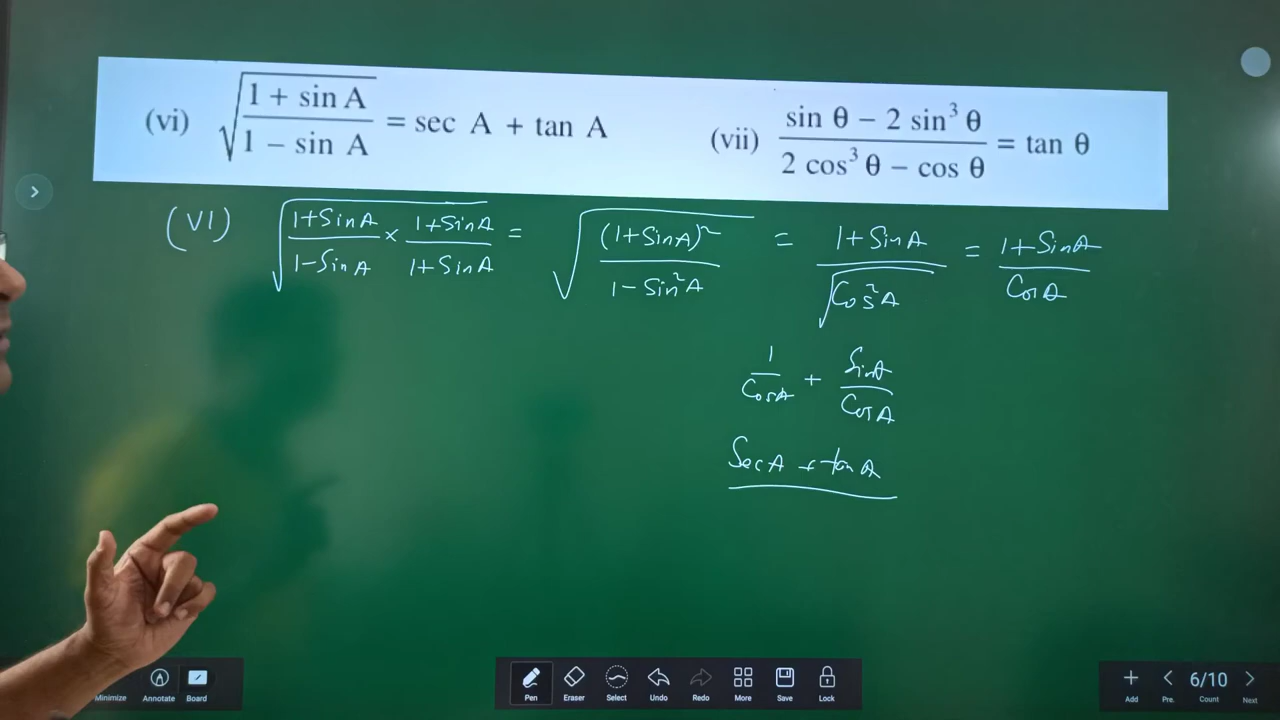 (vi) √((1 + sin A)/(1 − sin A)) = sec A + tan A
(vii) (sin θ − 2 sin³ θ)/(2 cos³ θ − cos θ) = tan θ
(VI) √((1+SinA)/(1-SinA) × (1+SinA)/(1+SinA)) = √((1+SinA)²/(1-Sin²A)) = (1+SinA)/√(Cos²A) = (1+SinA)/CosA
1/CosA + SinA/CosA
SecA + tanA
Minimize Annotate Board
Pen Eraser Select Undo Redo More Save Lock
Add Pre. 6/10 Count Next